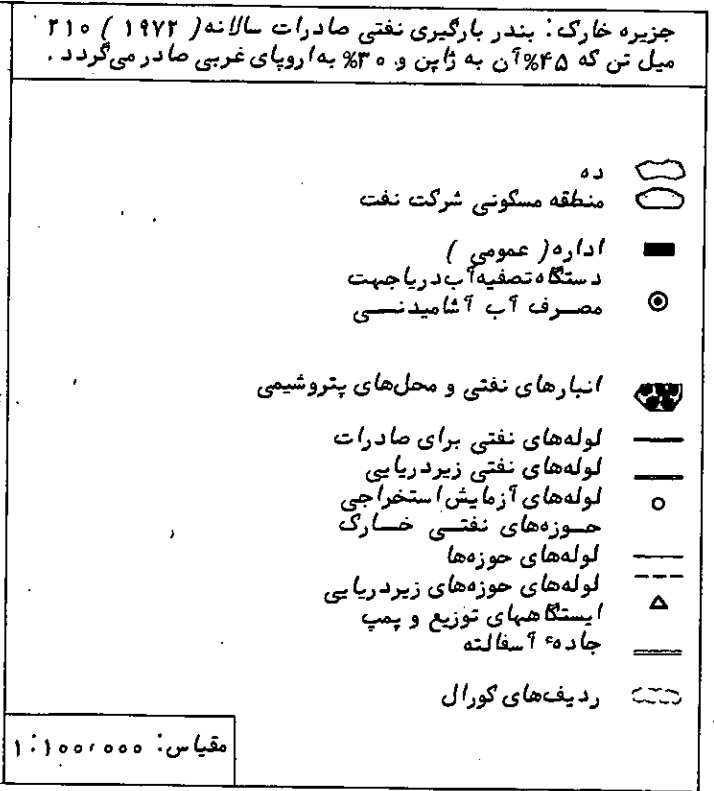 جزیره خارک: بندر بارگیری نفتی صادرات سالانه (۱۹۷۲) ۲۱۰
میل تن که ۴۵% آن به ژاپن و ۳۰% به اروپای غربی صادر می‌گردد.
ده
منطقه مسکونی شرکت نفت
اداره (عمومی)
دستگاه تصفیه آب دریا جهت
مصرف آب آشامیدنی
انبارهای نفتی و محل‌های پتروشیمی
لوله‌های نفتی برای صادرات
لوله‌های نفتی زیردریایی
لوله‌های آزمایش استخراجی
حوزه‌های نفتی خارک
لوله‌های حوزه‌ها
لوله‌های حوزه‌های زیردریایی
ایستگاههای توزیع و پمپ
جادهٔ آسفالته
ردیف‌های کورال
مقیاس: ۱:۱۰۰،۰۰۰